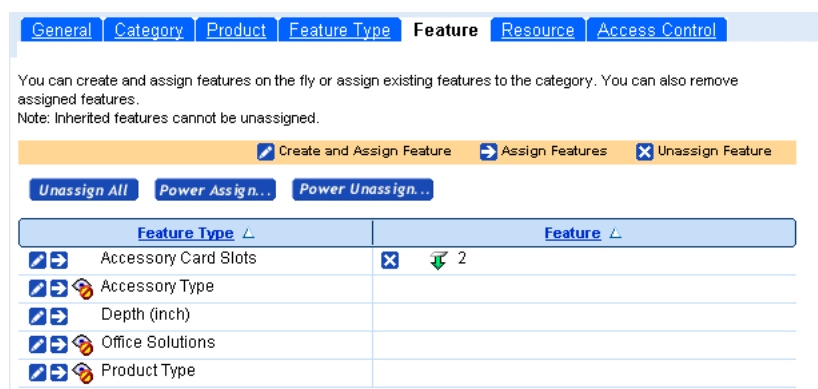 General Category Product Feature Type Feature Resource Access Control
You can create and assign features on the fly or assign existing features to the category. You can also remove
assigned features.
Note: Inherited features cannot be unassigned.
Create and Assign Feature Assign Features Unassign Feature
Unassign All Power Assign... Power Unassign...
Feature Type Feature
Accessory Card Slots 2
Accessory Type
Depth (inch)
Office Solutions
Product Type